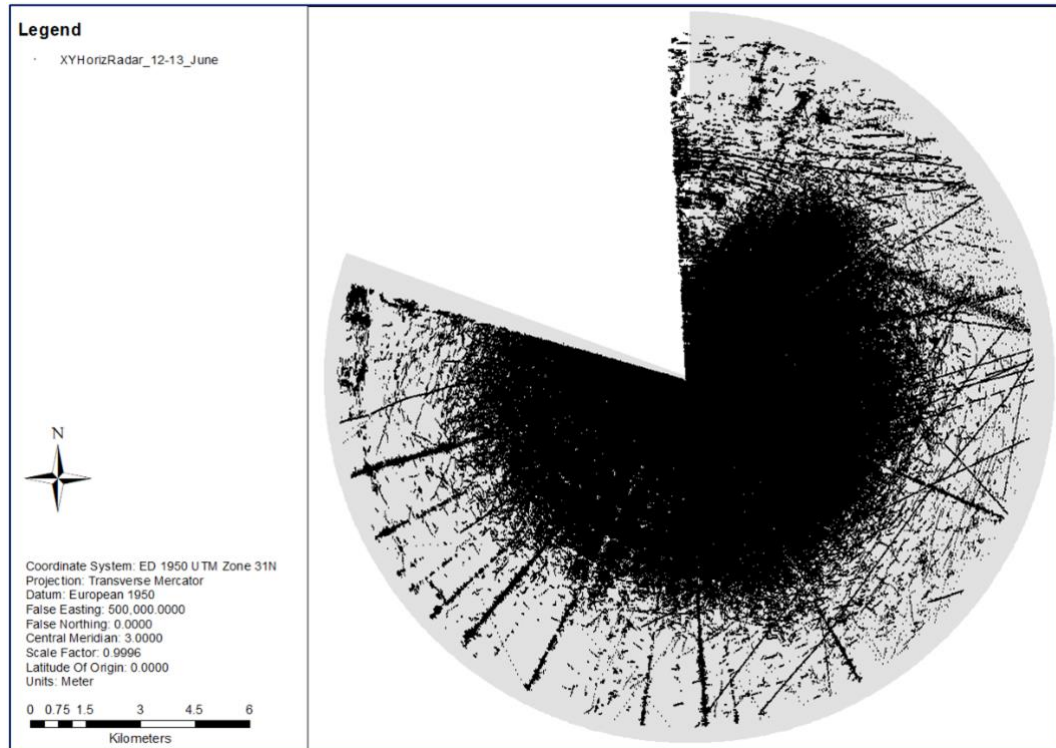 Legend
XYHorizRadar_12-13_June
N
Coordinate System: ED 1950 UTM Zone 31N
Projection: Transverse Mercator
Datum: European 1950
False Easting: 500,000.0000
False Northing: 0.0000
Central Meridian: 3.0000
Scale Factor: 0.9996
Latitude Of Origin: 0.0000
Units: Meter
0 0.75 1.5 3 4.5 6
Kilometers